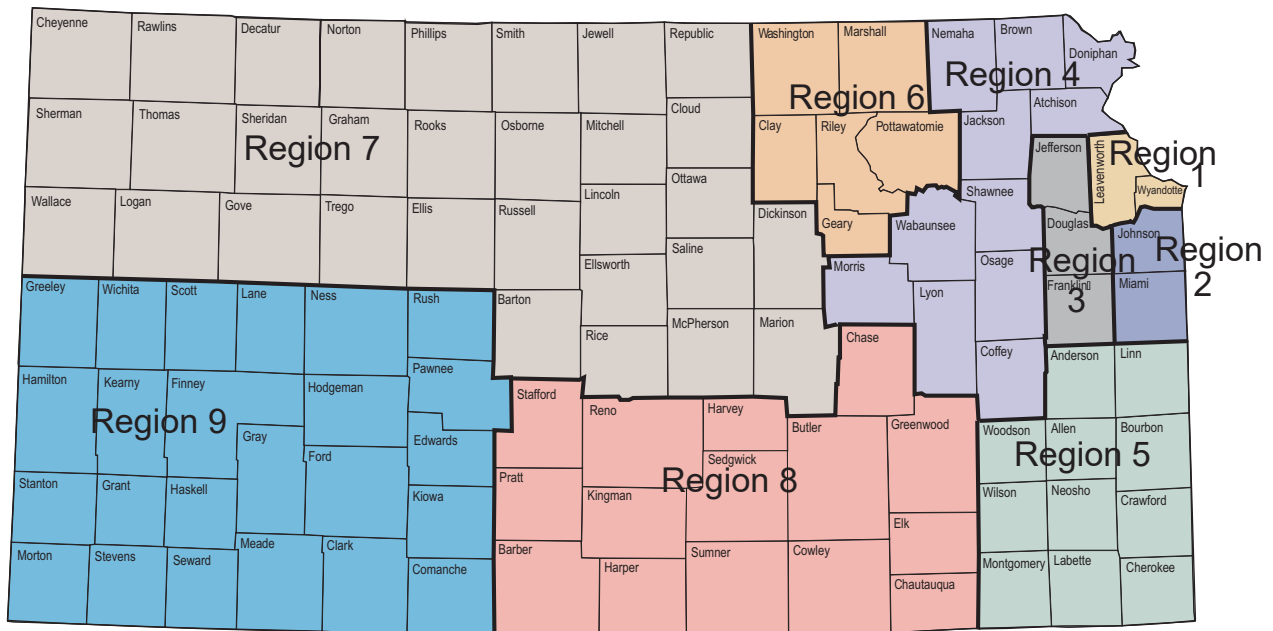 Cheyenne
Rawlins
Decatur
Norton
Phillips
Smith
Jewell
Republic
Washington
Marshall
Nemaha
Brown
Doniphan
Region 4
Region 6
Sherman
Thomas
Sheridan
Graham
Rooks
Osborne
Mitchell
Cloud
Clay
Riley
Pottawatomie
Jackson
Atchison
Jefferson
Leavenworth
Region
1
Wyandotte
Region 7
Wallace
Logan
Gove
Trego
Ellis
Russell
Lincoln
Ottawa
Dickinson
Geary
Wabaunsee
Shawnee
Douglas
Johnson
Region
2
Region
3
Franklin
Miami
Saline
Ellsworth
Morris
Lyon
Osage
Greeley
Wichita
Scott
Lane
Ness
Rush
Barton
Rice
McPherson
Marion
Chase
Coffey
Anderson
Linn
Hamilton
Kearny
Finney
Hodgeman
Pawnee
Stafford
Reno
Harvey
Butler
Greenwood
Woodson
Allen
Bourbon
Region 9
Gray
Ford
Edwards
Region 5
Sedgwick
Region 8
Stanton
Grant
Haskell
Kiowa
Pratt
Kingman
Wilson
Neosho
Crawford
Elk
Morton
Stevens
Seward
Meade
Clark
Comanche
Barber
Harper
Sumner
Cowley
Chautauqua
Montgomery
Labette
Cherokee